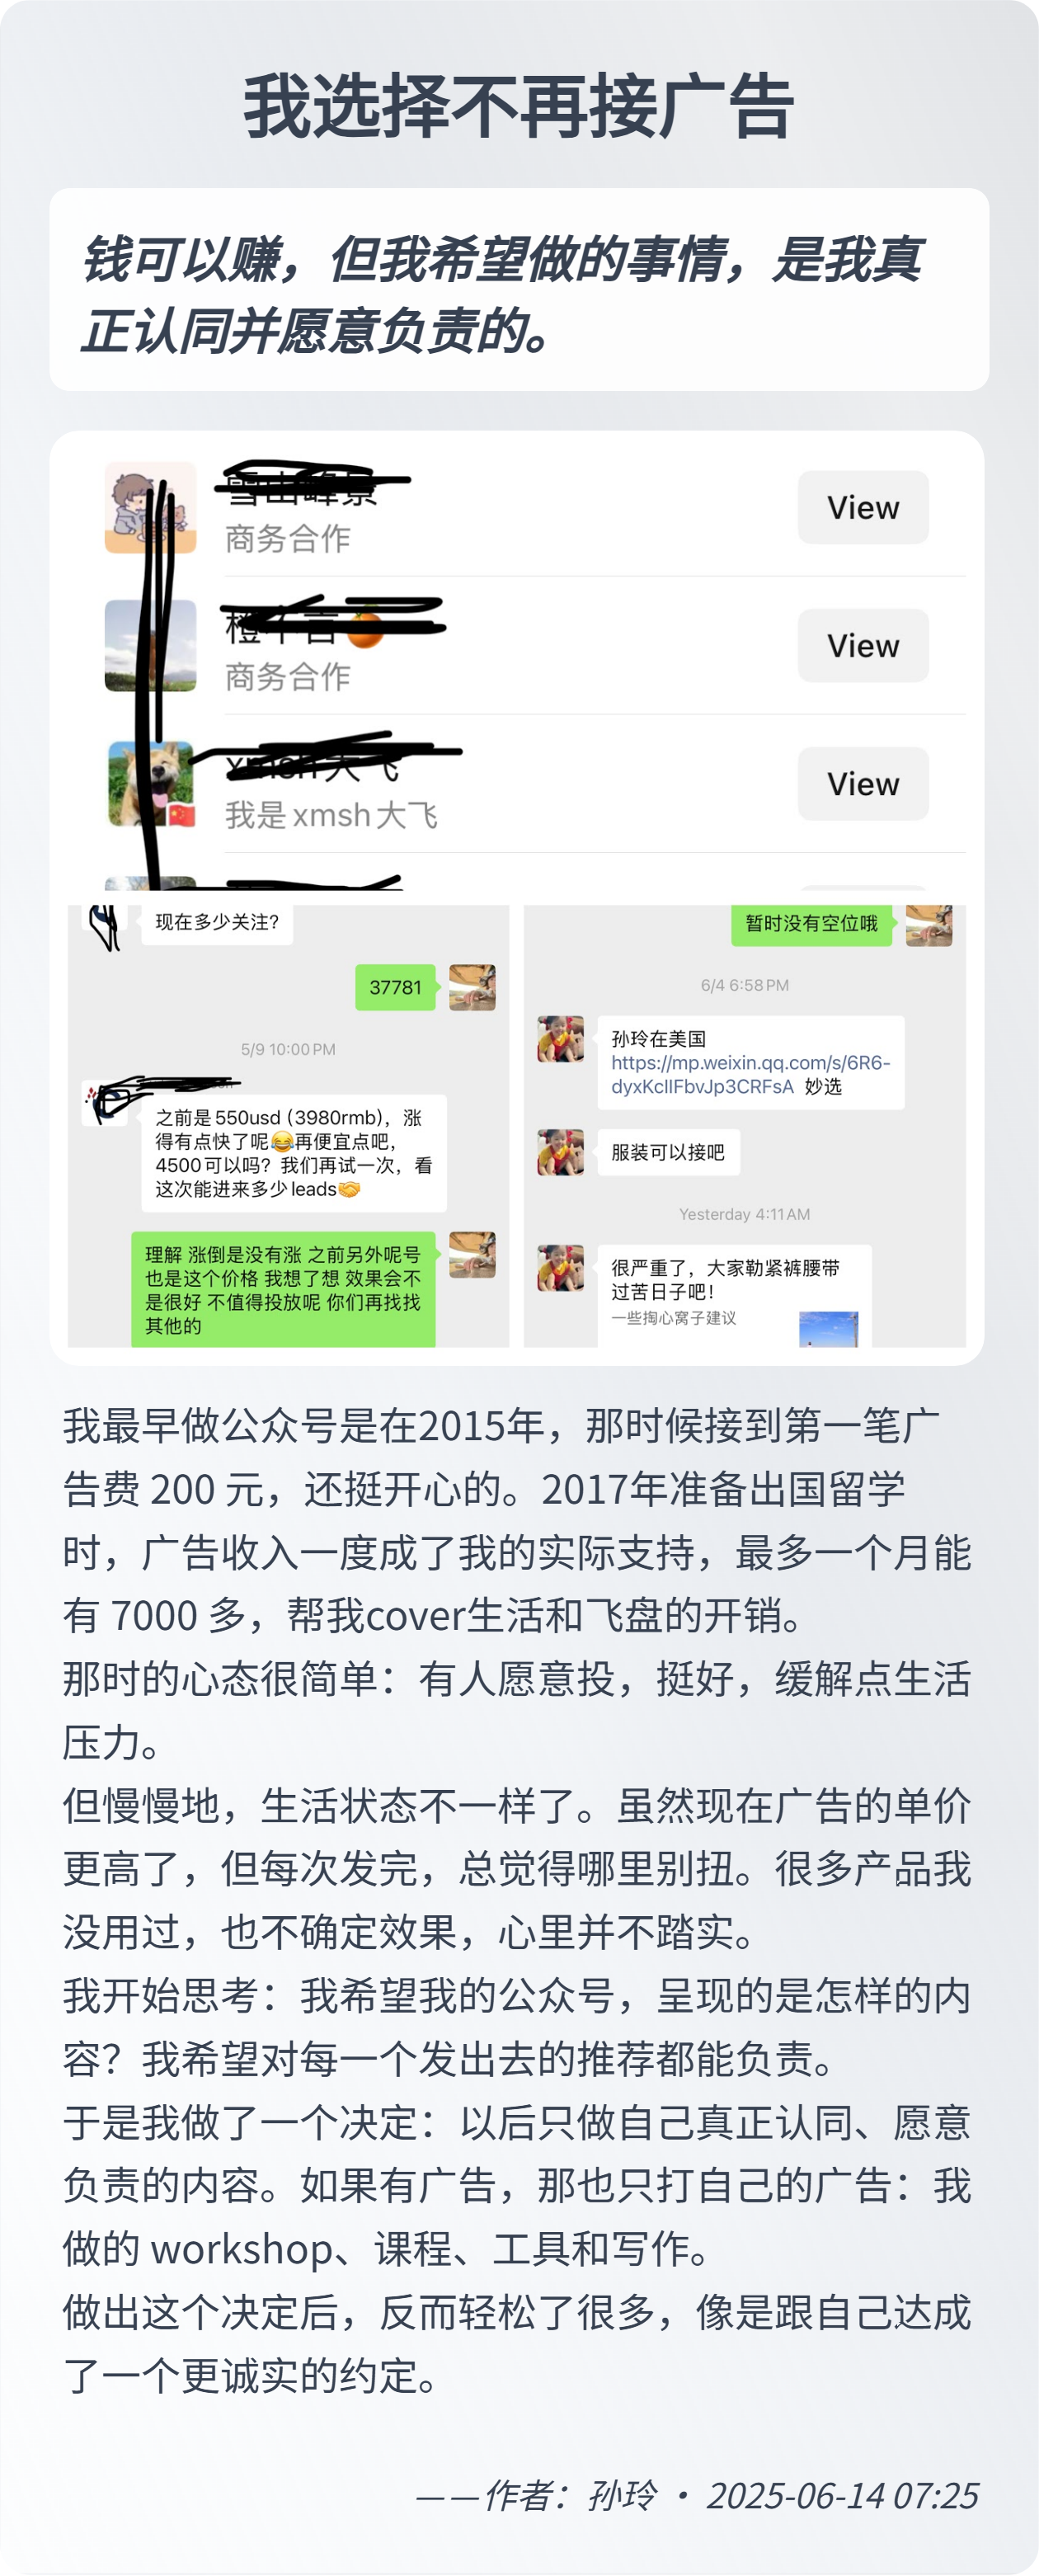 我选择不再接广告
钱可以赚，但我希望做的事情，是我真
正认同并愿意负责的。
View
商务合作
View
商务合作
View
我是 xmsh 大飞
现在多少关注？
37781
5/9 10:00 PM
之前是 550usd (3980rmb)，涨
得有点快了呢😂再便宜点吧，
4500 可以吗？我们再试一次，看
这次能进来多少 leads🤝
理解 涨倒是没有涨 之前另外呢号
也是这个价格 我想了想 效果会不
是很好 不值得投放呢 你们再找找
其他的
暂时没有空位哦
6/4 6:58 PM
孙玲在美国
https://mp.weixin.qq.com/s/6R6-
dyxKcIlFbvJp3CRFsA 妙选
服装可以接吧
Yesterday 4:11 AM
很严重了，大家勒紧裤腰带
过苦日子吧！
一些掏心窝子建议
我最早做公众号是在2015年，那时候接到第一笔广
告费 200 元，还挺开心的。2017年准备出国留学
时，广告收入一度成了我的实际支持，最多一个月能
有 7000 多，帮我cover生活和飞盘的开销。
那时的心态很简单：有人愿意投，挺好，缓解点生活
压力。
但慢慢地，生活状态不一样了。虽然现在广告的单价
更高了，但每次发完，总觉得哪里别扭。很多产品我
没用过，也不确定效果，心里并不踏实。
我开始思考：我希望我的公众号，呈现的是怎样的内
容？我希望对每一个发出去的推荐都能负责。
于是我做了一个决定：以后只做自己真正认同、愿意
负责的内容。如果有广告，那也只打自己的广告：我
做的 workshop、课程、工具和写作。
做出这个决定后，反而轻松了很多，像是跟自己达成
了一个更诚实的约定。
——作者：孙玲 • 2025-06-14 07:25